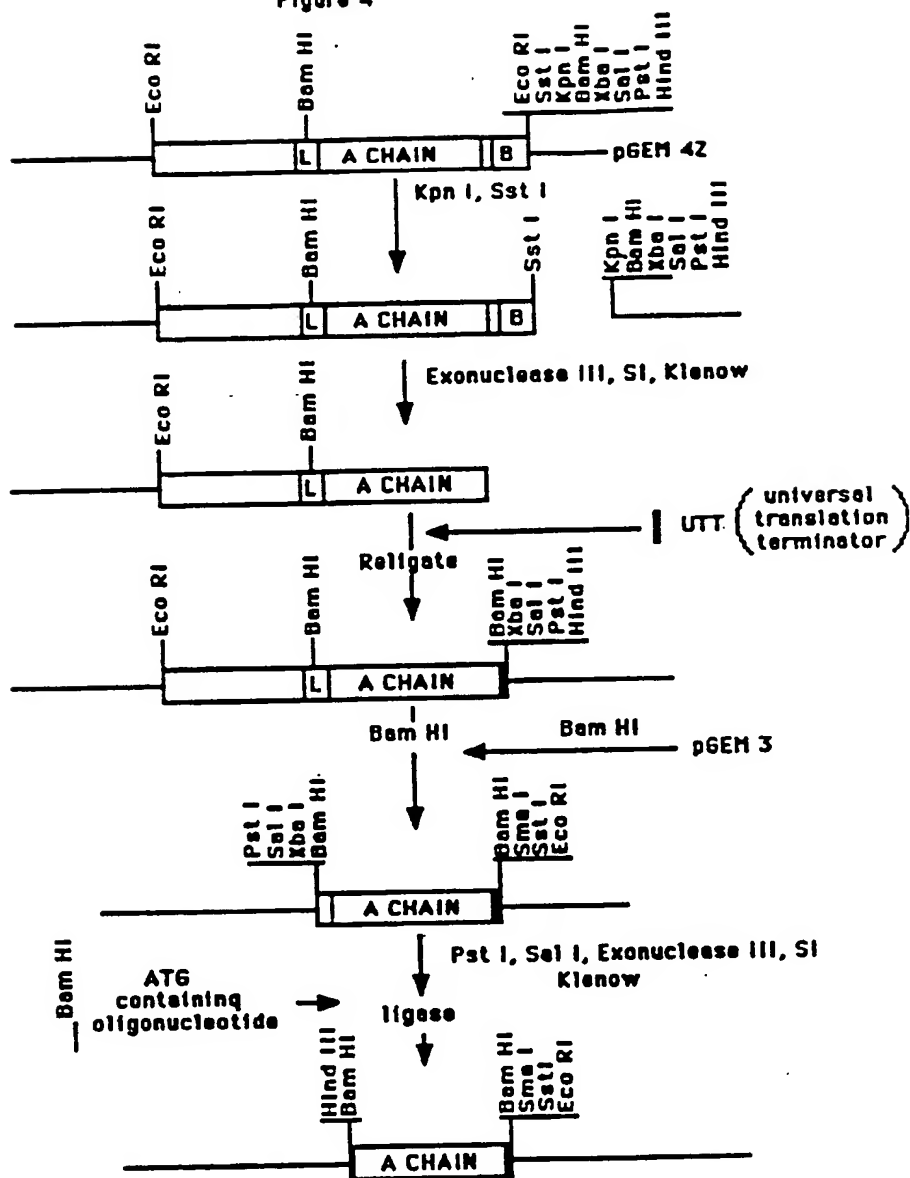 Figure 4
Eco RI
Bam HI
Eco RI
Sst I
Kpn I
Bam HI
Xba I
Sal I
Pst I
Hind III
L A CHAIN B
pGEM 4Z
Kpn I, Sst I
Eco RI
Bam HI
Sst I
Kpn I
Bam HI
Xba I
Sal I
Pst I
Hind III
L A CHAIN B
Exonuclease III, S1, Klenow
Eco RI
Bam HI
L A CHAIN
UTT. (universal
translation
terminator)
Religate
Eco RI
Bam HI
Bam HI
Xba I
Sal I
Pst I
Hind III
L A CHAIN
Bam HI
Bam HI
pGEM 3
Pst I
Sal I
Xba I
Bam HI
Bam HI
Sma I
Sst I
Eco RI
A CHAIN
Pst I, Sal I, Exonuclease III, S1
Klenow
Bam HI
ATG
containing
oligonucleotide
ligase
Hind III
Bam HI
Bam HI
Sma I
SstI
Eco RI
A CHAIN